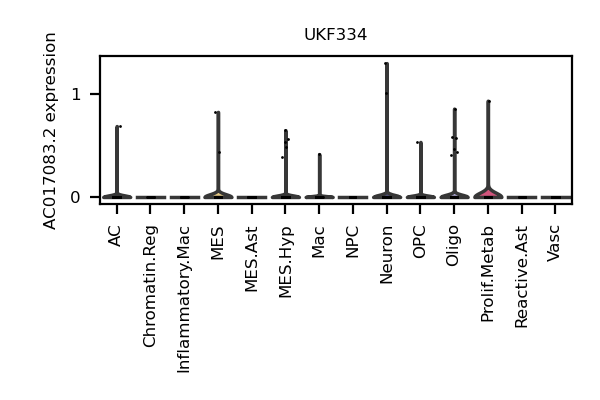 UKF334
AC017083.2 expression
1
0
AC
Chromatin.Reg
Inflammatory.Mac
MES
MES.Ast
MES.Hyp
Mac
NPC
Neuron
OPC
Oligo
Prolif.Metab
Reactive.Ast
Vasc